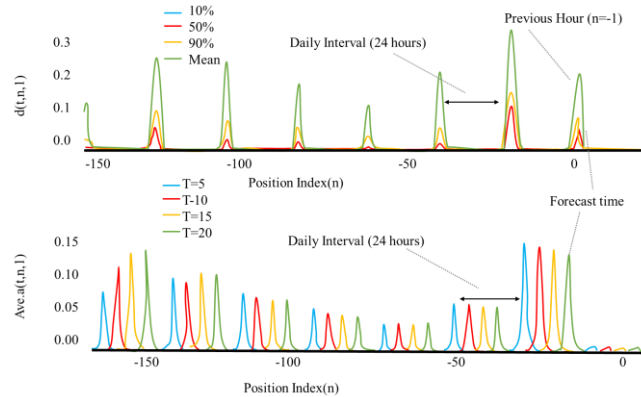 10%
50%
90%
Mean
Previous Hour (n=-1)
Daily Interval (24 hours)
d(t,n,1)
0.3
0.2
0.1
0.0
-150
-100
-50
0
Position Index(n)
Forecast time
T=5
T-10
T=15
T=20
Daily Interval (24 hours)
Ave.a(t,n,1)
0.15
0.10
0.05
0.00
-150
-100
-50
0
Position Index(n)